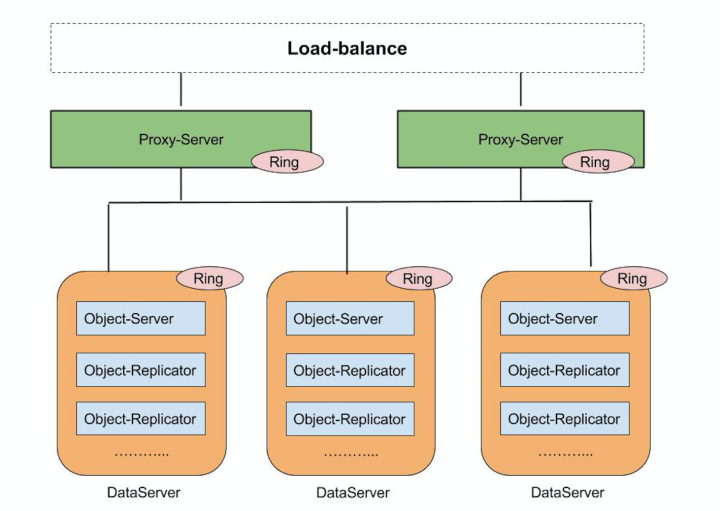 Load-balance
Proxy-Server
Proxy-Server
Ring
Ring
Ring
Ring
Ring
Object-Server
Object-Server
Object-Server
Object-Replicator
Object-Replicator
Object-Replicator
Object-Replicator
Object-Replicator
Object-Replicator
............
............
............
DataServer
DataServer
DataServer